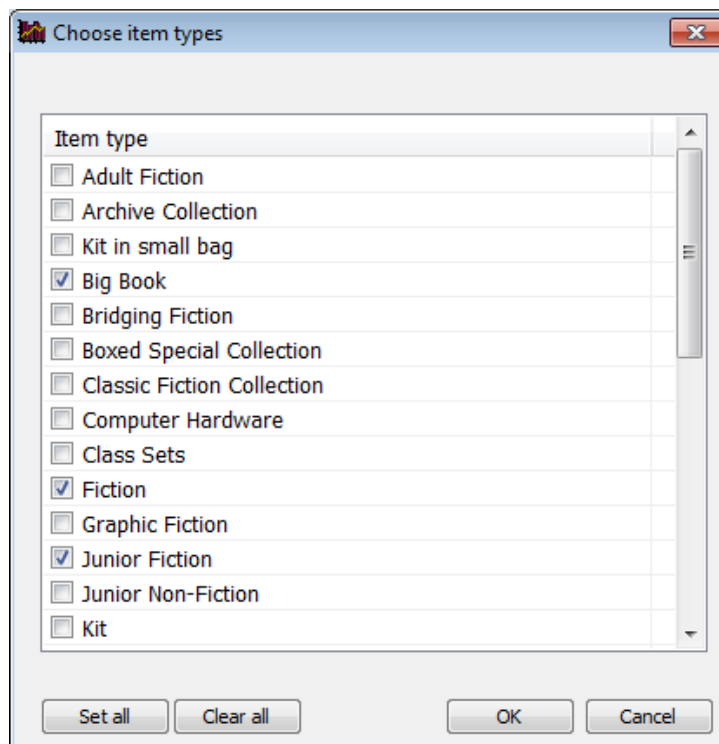 Choose item types
Item type
Adult Fiction
Archive Collection
Kit in small bag
Big Book
Bridging Fiction
Boxed Special Collection
Classic Fiction Collection
Computer Hardware
Class Sets
Fiction
Graphic Fiction
Junior Fiction
Junior Non-Fiction
Kit
Set all Clear all OK Cancel